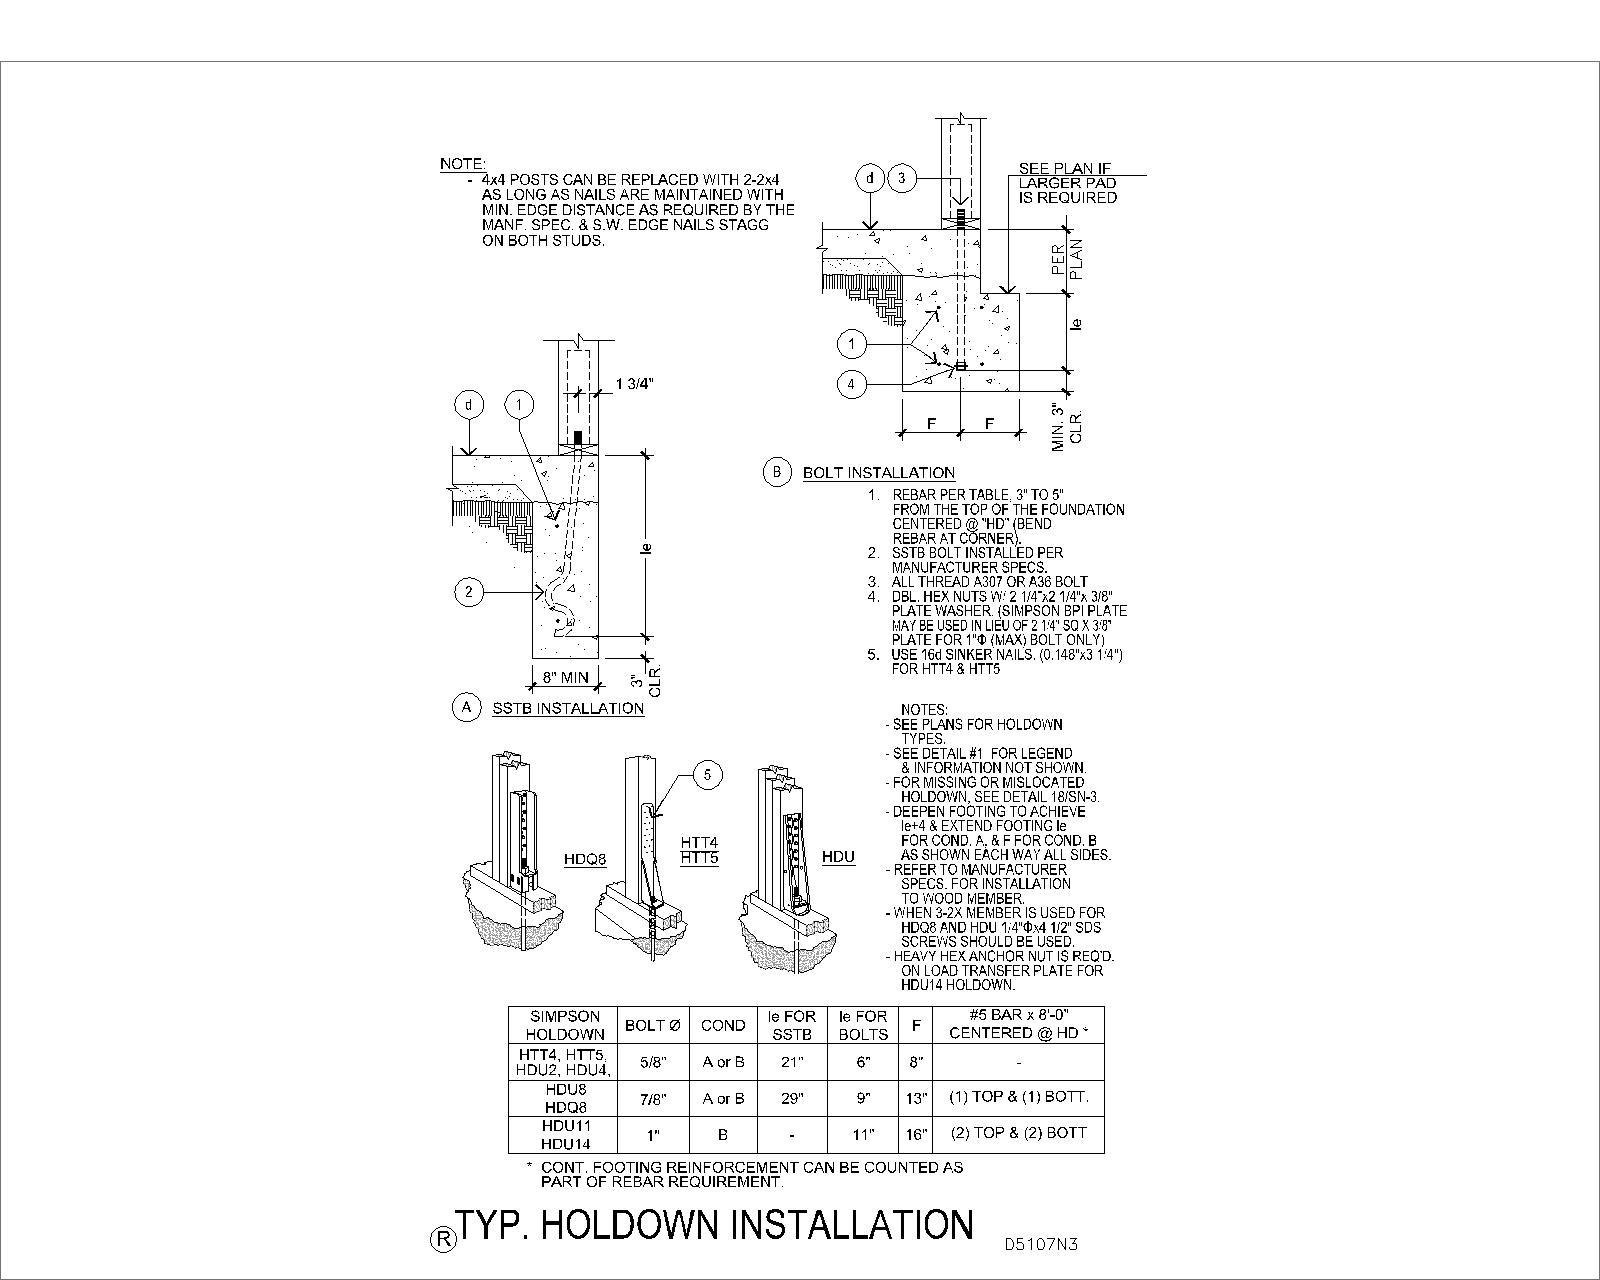 NOTE:
- 4x4 POSTS CAN BE REPLACED WITH 2-2x4
AS LONG AS NAILS ARE MAINTAINED WITH
MIN. EDGE DISTANCE AS REQUIRED BY THE
MANF. SPEC. & S.W. EDGE NAILS STAGG
ON BOTH STUDS.
d 3
SEE PLAN IF
LARGER PAD
IS REQUIRED
PER
PLAN
le
1
4
MIN. 3"
CLR.
F F
B BOLT INSTALLATION
1. REBAR PER TABLE, 3" TO 5"
FROM THE TOP OF THE FOUNDATION
CENTERED @ "HD" (BEND
REBAR AT CORNER).
2. SSTB BOLT INSTALLED PER
MANUFACTURER SPECS.
3. ALL THREAD A307 OR A36 BOLT
4. DBL. HEX NUTS W/ 2 1/4"x2 1/4"x 3/8"
PLATE WASHER. (SIMPSON BPI PLATE
MAY BE USED IN LIEU OF 2 1/4" SQ X 3/8"
PLATE FOR 1"Φ (MAX) BOLT ONLY)
5. USE 16d SINKER NAILS. (0.148"x3 1/4")
FOR HTT4 & HTT5
1 3/4"
d 1
le
2
8" MIN
3"
CLR.
A SSTB INSTALLATION
NOTES:
- SEE PLANS FOR HOLDOWN
TYPES.
- SEE DETAIL #1 FOR LEGEND
& INFORMATION NOT SHOWN.
- FOR MISSING OR MISLOCATED
HOLDOWN, SEE DETAIL 18/SN-3.
- DEEPEN FOOTING TO ACHIEVE
le+4 & EXTEND FOOTING le
FOR COND. A, & F FOR COND. B
AS SHOWN EACH WAY ALL SIDES.
- REFER TO MANUFACTURER
SPECS. FOR INSTALLATION
TO WOOD MEMBER.
- WHEN 3-2X MEMBER IS USED FOR
HDQ8 AND HDU 1/4"Φx4 1/2" SDS
SCREWS SHOULD BE USED.
- HEAVY HEX ANCHOR NUT IS REQ'D.
ON LOAD TRANSFER PLATE FOR
HDU14 HOLDOWN.
HDQ8
5
HTT4
HTT5
HDU
SIMPSON HOLDOWN BOLT Ø COND le FOR SSTB le FOR BOLTS F #5 BAR x 8'-0" CENTERED @ HD *
HTT4, HTT5, HDU2, HDU4, 5/8" A or B 21" 6" 8" -
HDU8 HDQ8 7/8" A or B 29" 9" 13" (1) TOP & (1) BOTT.
HDU11 HDU14 1" B - 11" 16" (2) TOP & (2) BOTT
* CONT. FOOTING REINFORCEMENT CAN BE COUNTED AS
PART OF REBAR REQUIREMENT.
R TYP. HOLDOWN INSTALLATION
D5107N3